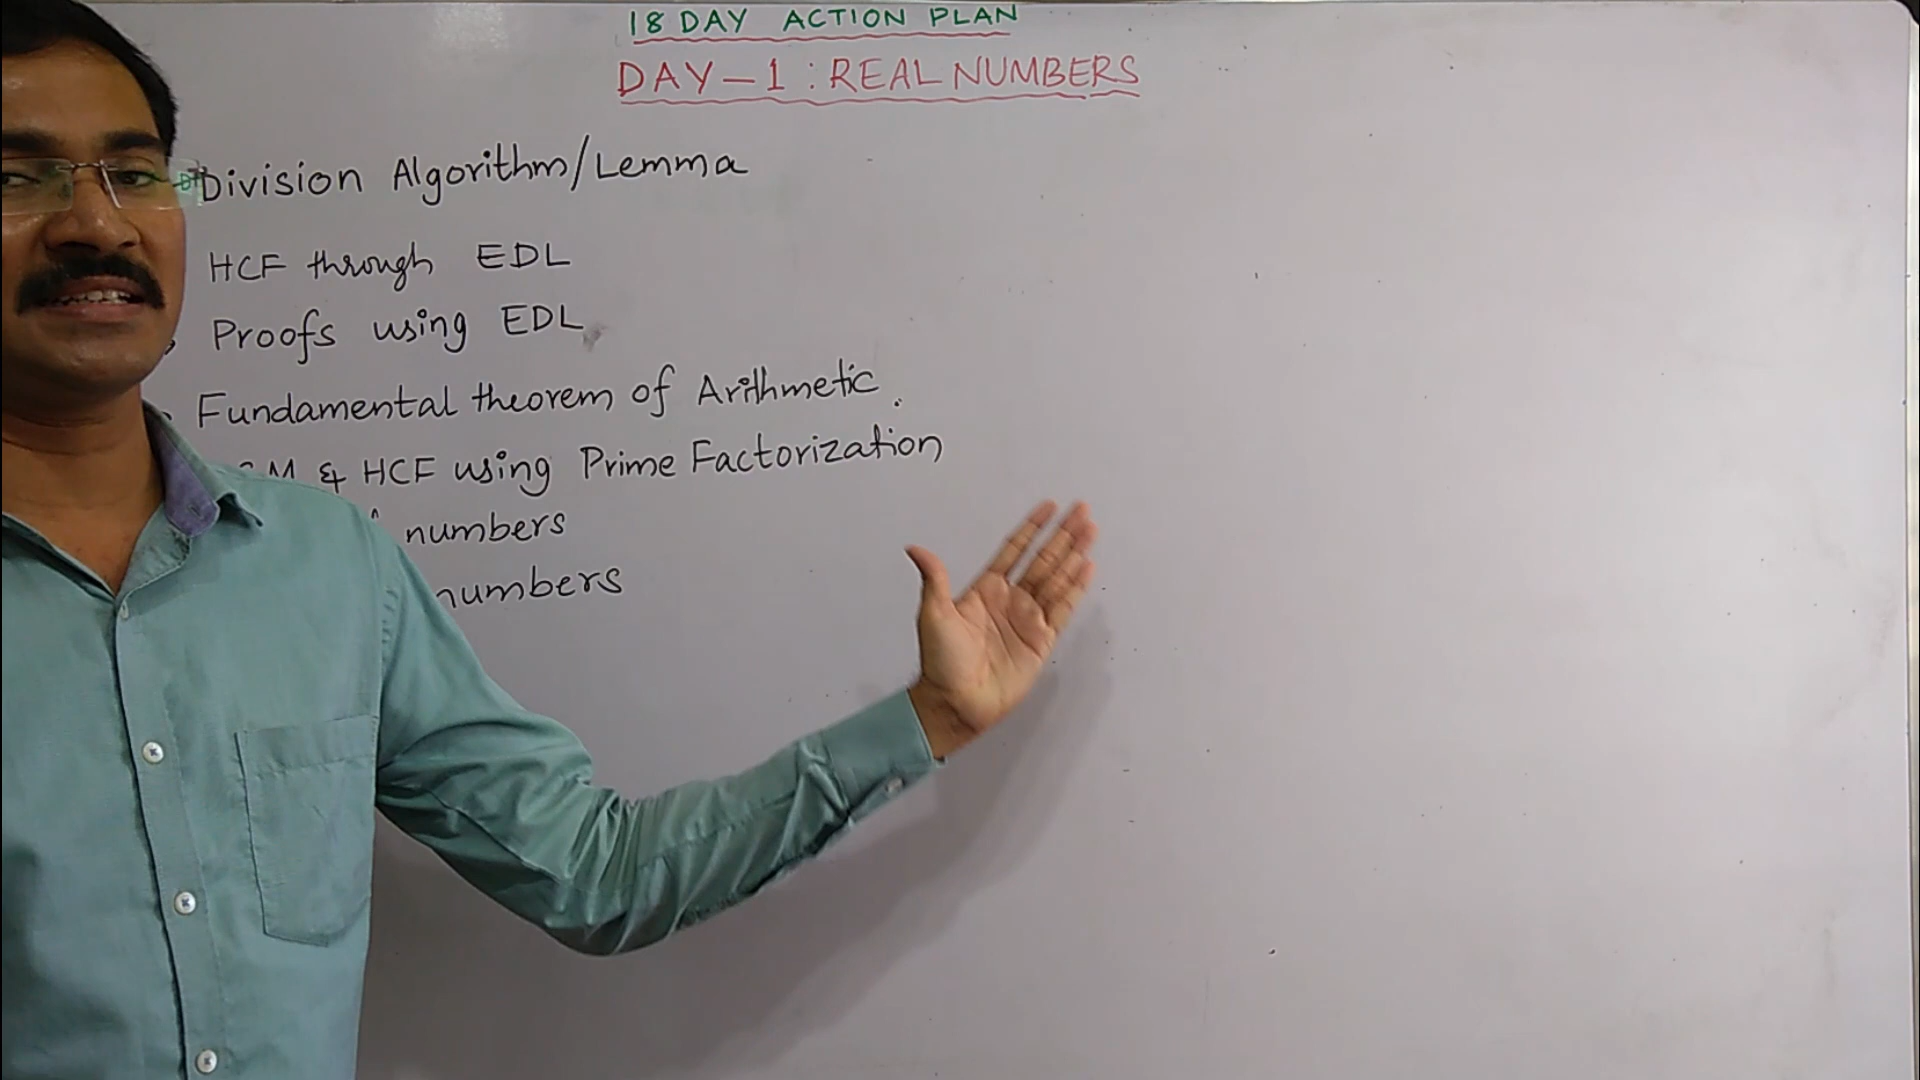 18 DAY ACTION PLAN
DAY-1: REAL NUMBERS
Division Algorithm/Lemma
HCF through EDL
Proofs using EDL
Fundamental theorem of Arithmetic.
& HCF using Prime Factorization
numbers
numbers